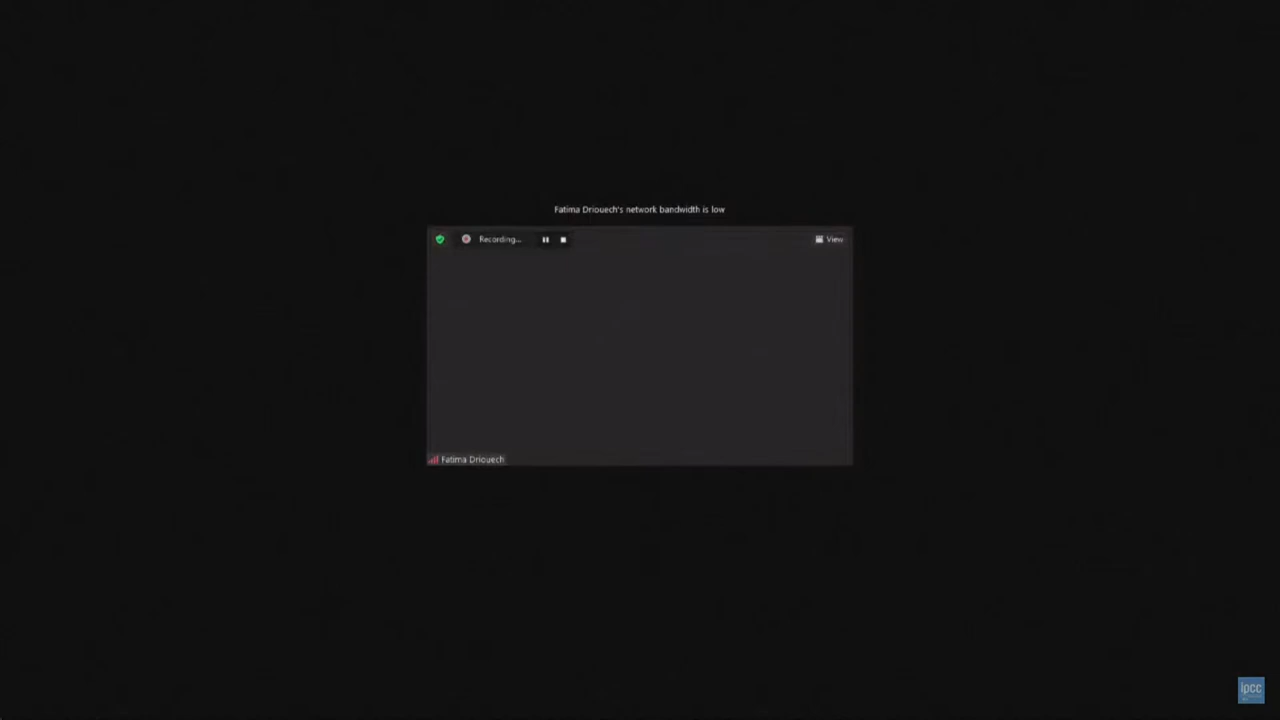 Fatima Driouech's network bandwidth is low
Recording...
View
Fatima Driouech
ipcc